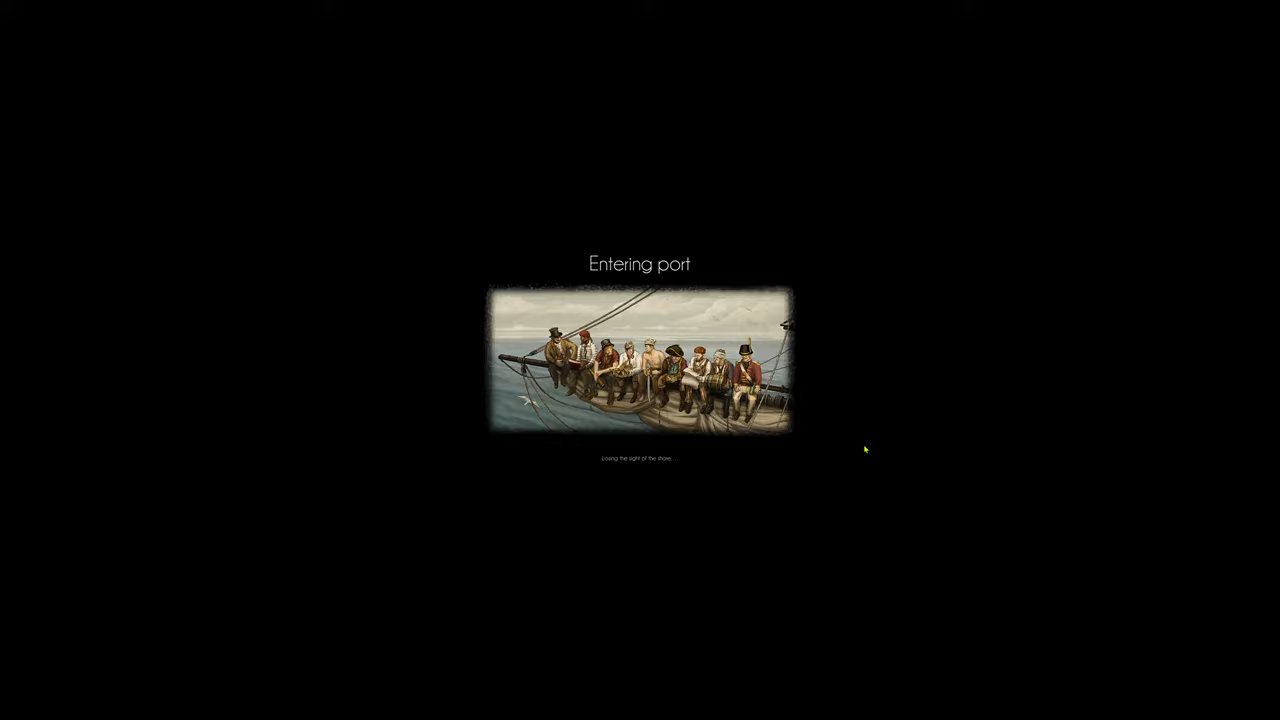 Entering port
Losing the sight of the shore....